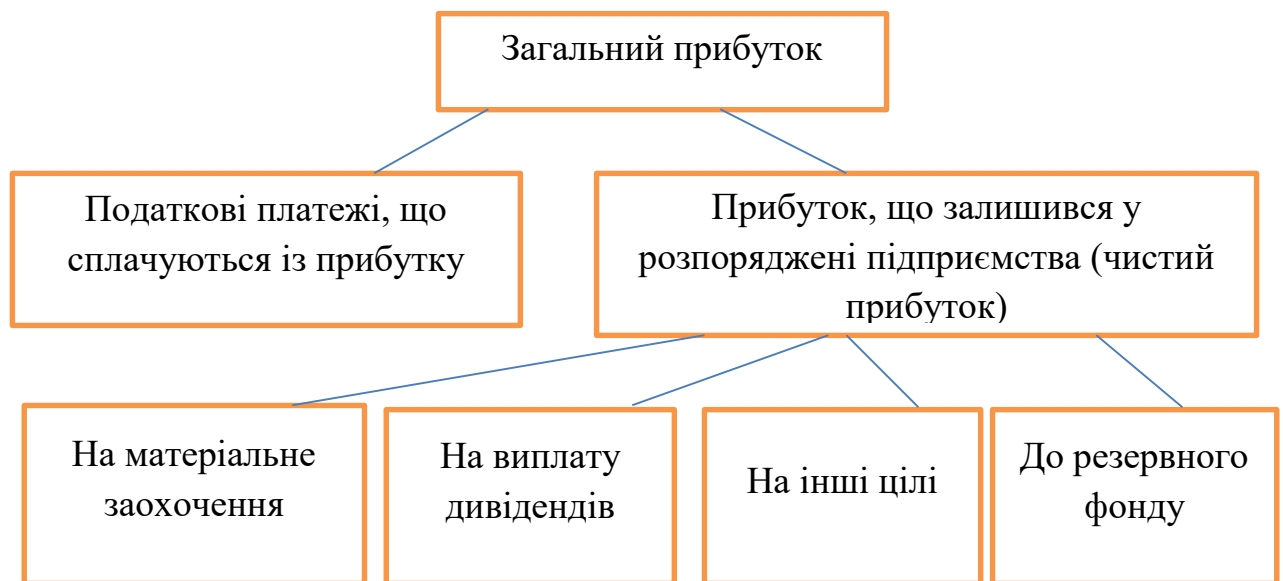 Загальний прибуток
Податкові платежі, що
сплачуються із прибутку
Прибуток, що залишився у
розпоряджені підприємства (чистий
прибуток)
На матеріальне
заохочення
На виплату
дивідендів
На інші цілі
До резервного
фонду